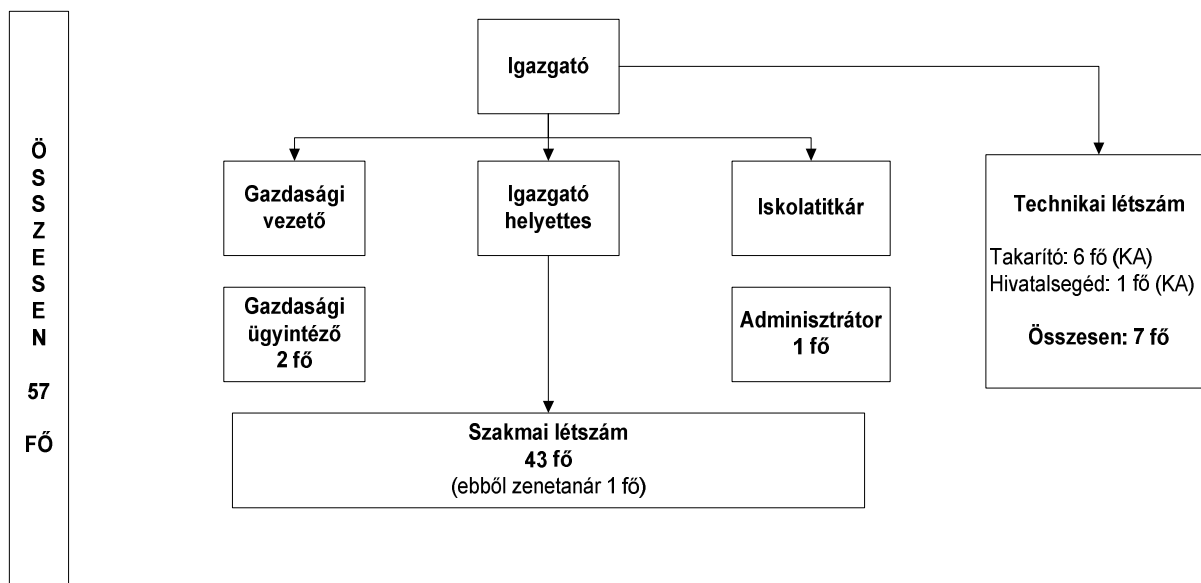 ÖSSZESEN
57
FŐ
Igazgató
Gazdasági
vezető
Igazgató
helyettes
Iskolatitkár
Technikai létszám
Takarító: 6 fő (KA)
Hivatalsegéd: 1 fő (KA)
Összesen: 7 fő
Gazdasági
ügyintéző
2 fő
Adminisztrátor
1 fő
Szakmai létszám
43 fő
(ebből zenetanár 1 fő)